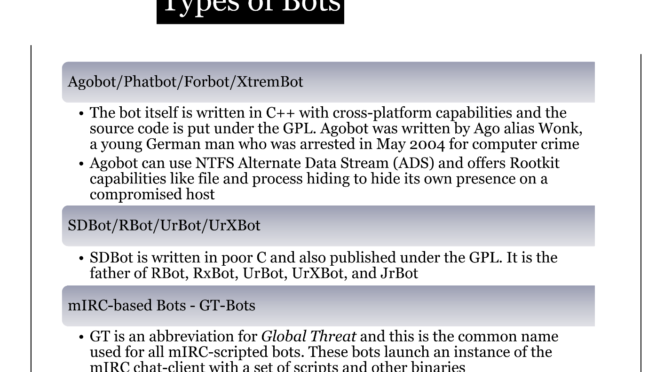 Types of Bots
Agobot/Phatbot/Forbot/XtremBot
• The bot itself is written in C++ with cross-platform capabilities and the
source code is put under the GPL. Agobot was written by Ago alias Wonk,
a young German man who was arrested in May 2004 for computer crime
• Agobot can use NTFS Alternate Data Stream (ADS) and offers Rootkit
capabilities like file and process hiding to hide its own presence on a
compromised host
SDBot/RBot/UrBot/UrXBot
• SDBot is written in poor C and also published under the GPL. It is the
father of RBot, RxBot, UrBot, UrXBot, and JrBot
mIRC-based Bots - GT-Bots
• GT is an abbreviation for Global Threat and this is the common name
used for all mIRC-scripted bots. These bots launch an instance of the
mIRC chat-client with a set of scripts and other binaries